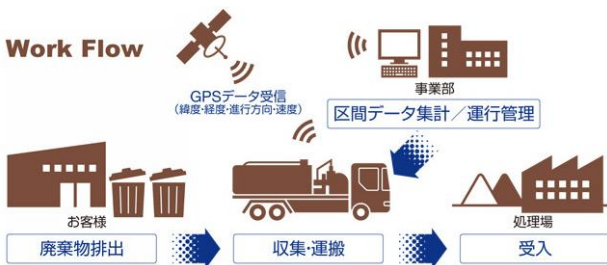 Work Flow
GPSデータ受信
(緯度・経度・進行方向・速度)
事業部
区間データ集計／運行管理
お客様
処理場
廃棄物排出
収集・運搬
受入